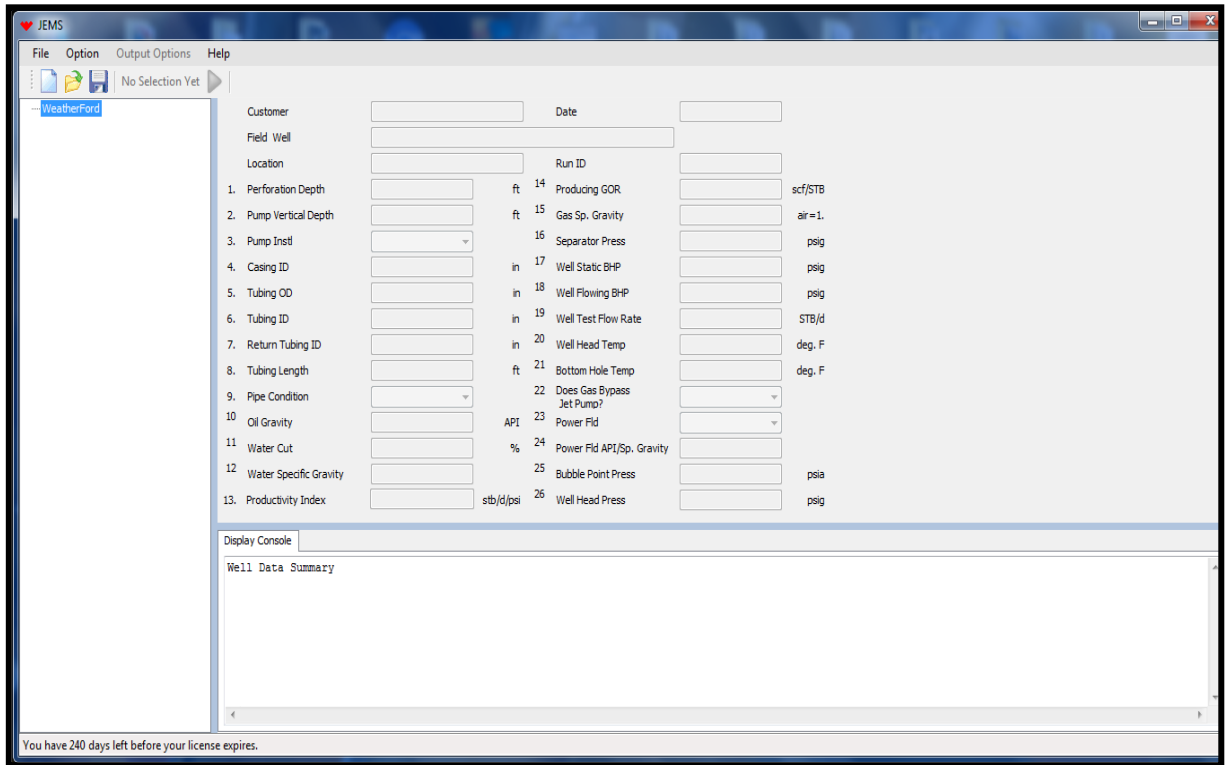 JEMS
File Option Output Options Help
No Selection Yet
WeatherFord
Customer Date
Field Well
Location Run ID
1. Perforation Depth ft 14 Producing GOR scf/STB
2. Pump Vertical Depth ft 15 Gas Sp. Gravity air=1.
3. Pump Instl 16 Separator Press psig
4. Casing ID in 17 Well Static BHP psig
5. Tubing OD in 18 Well Flowing BHP psig
6. Tubing ID in 19 Well Test Flow Rate STB/d
7. Return Tubing ID in 20 Well Head Temp deg. F
8. Tubing Length ft 21 Bottom Hole Temp deg. F
9. Pipe Condition 22 Does Gas Bypass
Jet Pump?
10 Oil Gravity API 23 Power Fld
11 Water Cut % 24 Power Fld API/Sp. Gravity
12 Water Specific Gravity 25 Bubble Point Press psia
13. Productivity Index stb/d/psi 26 Well Head Press psig
Display Console
Well Data Summary
You have 240 days left before your license expires.